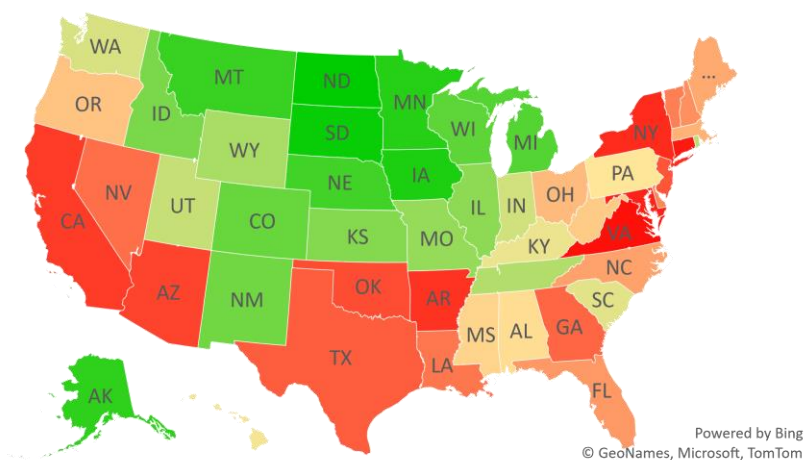 WA
MT
ND
MN
...
OR
ID
SD
WI
MI
NY
WY
IA
PA
NV
UT
NE
IL
IN
OH
CA
CO
KS
MO
KY
VA
AZ
NM
OK
AR
NC
TX
LA
MS
AL
GA
SC
FL
AK
Powered by Bing
© GeoNames, Microsoft, TomTom